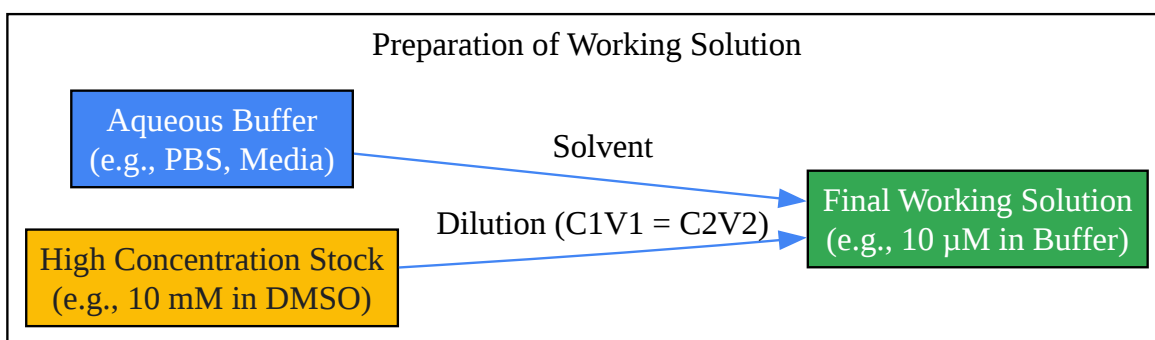 Preparation of Working Solution
Aqueous Buffer
(e.g., PBS, Media)
Solvent
Final Working Solution
(e.g., 10 µM in Buffer)
Dilution (C1V1 = C2V2)
High Concentration Stock
(e.g., 10 mM in DMSO)